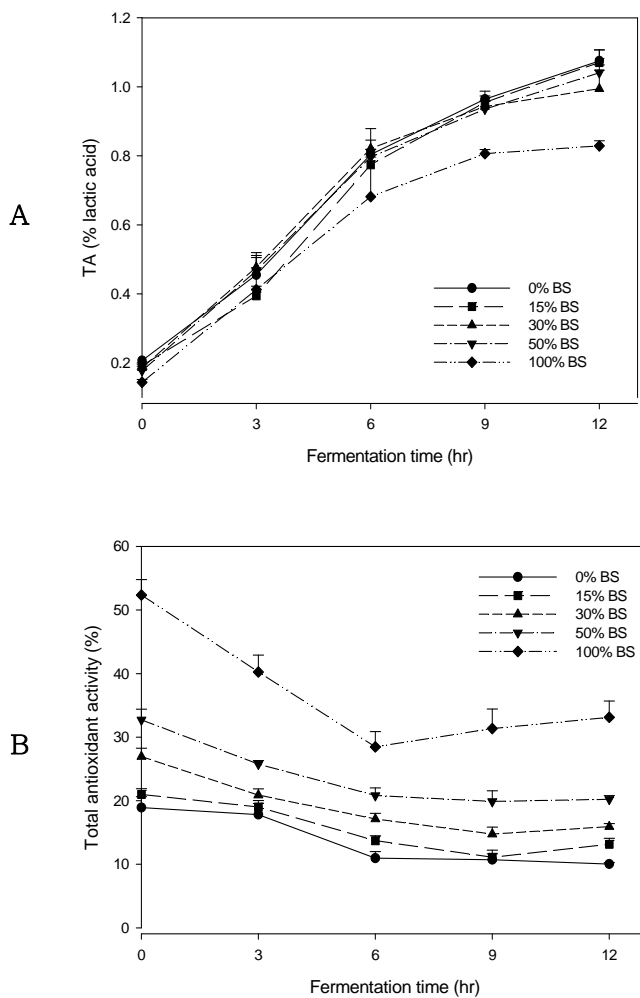 A
TA (% lactic acid)
1.2
1.0
0.8
0.6
0.4
0.2
0% BS
15% BS
30% BS
50% BS
100% BS
0 3 6 9 12
Fermentation time (hr)
B
Total antioxidant activity (%)
60
50
40
30
20
10
0
0% BS
15% BS
30% BS
50% BS
100% BS
0 3 6 9 12
Fermentation time (hr)